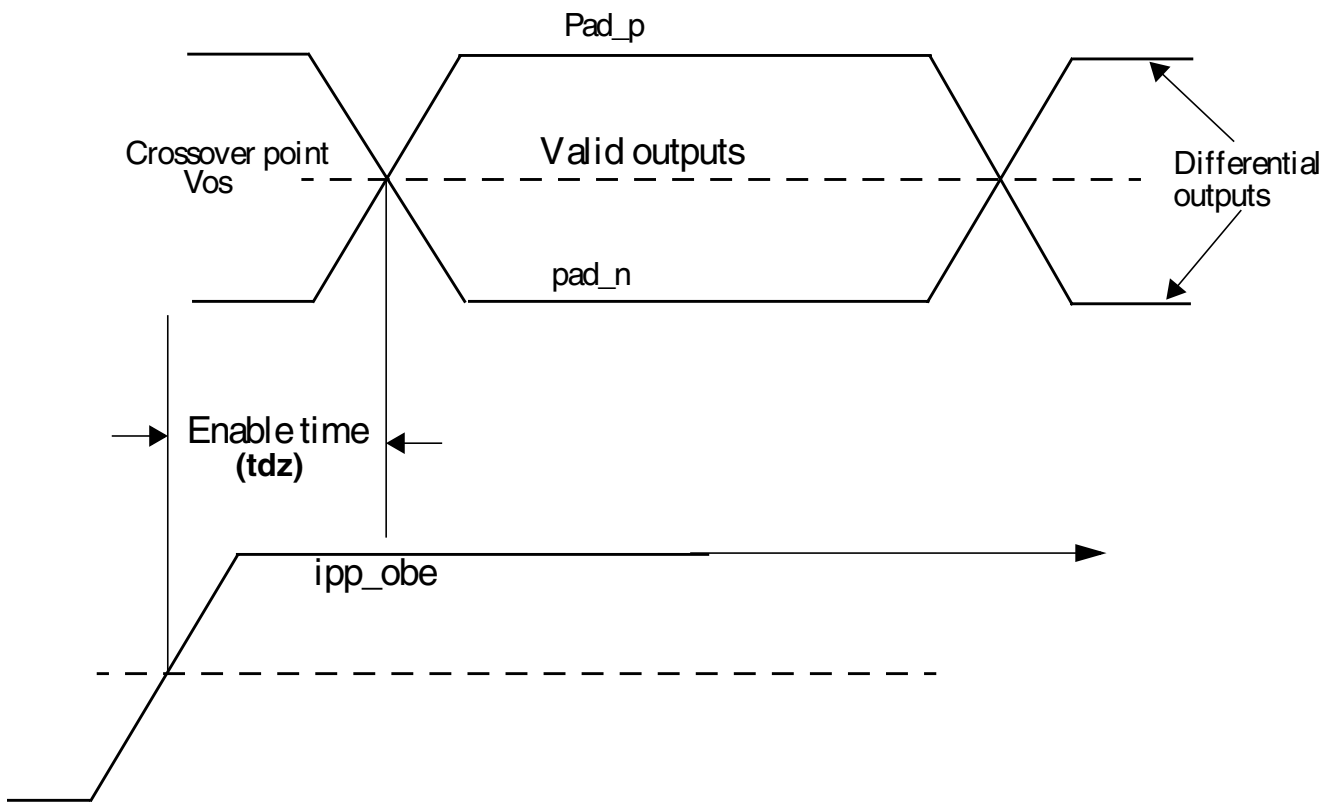 Pad_p
Crossover point
Vos
Valid outputs
Differential
outputs
pad_n
Enable time
(tdz)
ipp_obe